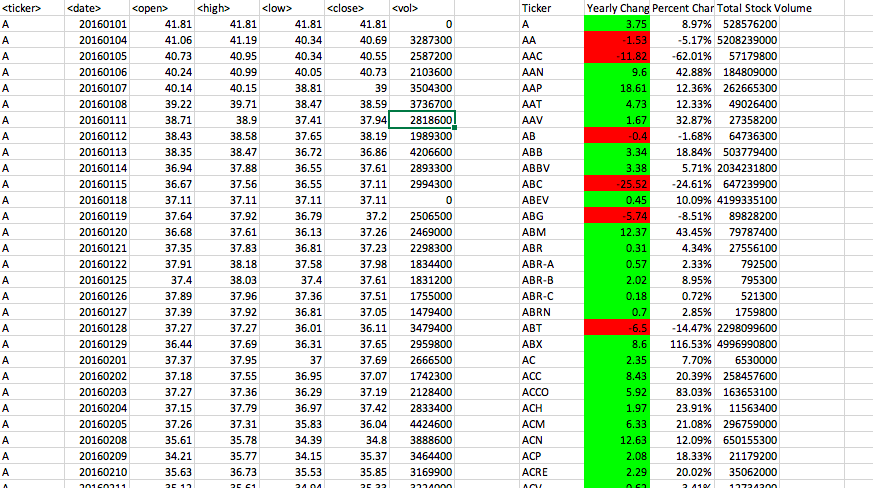 <ticker> <date> <open> <high> <low> <close> <vol> Ticker Yearly Chang Percent Char Total Stock Volume
A 20160101 41.81 41.81 41.81 41.81 0 A 3.75 8.97% 528576200
A 20160104 41.06 41.19 40.34 40.69 3287300 AA -1.53 -5.17% 5208239000
A 20160105 40.73 40.95 40.34 40.55 2587200 AAC -11.82 -62.01% 57179800
A 20160106 40.24 40.99 40.05 40.73 2103600 AAN 9.6 42.88% 184809000
A 20160107 40.14 40.15 38.81 39 3504300 AAP 18.61 12.36% 262665300
A 20160108 39.22 39.71 38.47 38.59 3736700 AAT 4.73 12.33% 49026400
A 20160111 38.71 38.9 37.41 37.94 2818600 AAV 1.67 32.87% 27358200
A 20160112 38.43 38.58 37.65 38.19 1989300 AB -0.4 -1.68% 64736300
A 20160113 38.35 38.47 36.72 36.86 4206600 ABB 3.34 18.84% 503779400
A 20160114 36.94 37.88 36.55 37.61 2893300 ABBV 3.38 5.71% 2034231800
A 20160115 36.67 37.56 36.55 37.11 2994300 ABC -25.52 -24.61% 647239900
A 20160118 37.11 37.11 37.11 37.11 0 ABEV 0.45 10.09% 4199335100
A 20160119 37.64 37.92 36.79 37.2 2506500 ABG -5.74 -8.51% 89828200
A 20160120 36.68 37.61 36.13 37.26 2469000 ABM 12.37 43.45% 79787400
A 20160121 37.35 37.83 36.81 37.23 2298300 ABR 0.31 4.34% 27556100
A 20160122 37.91 38.18 37.58 37.98 1834400 ABR-A 0.57 2.33% 792500
A 20160125 37.4 38.03 37.4 37.61 1831200 ABR-B 2.02 8.95% 795300
A 20160126 37.89 37.96 37.36 37.51 1755000 ABR-C 0.18 0.72% 521300
A 20160127 37.39 37.92 36.81 37.05 1479400 ABRN 0.7 2.85% 1759800
A 20160128 37.27 37.27 36.01 36.11 3479400 ABT -6.5 -14.47% 2298099600
A 20160129 36.44 37.69 36.31 37.65 2959800 ABX 8.6 116.53% 4996990800
A 20160201 37.37 37.95 37 37.69 2666500 AC 2.35 7.70% 6530000
A 20160202 37.18 37.55 36.95 37.07 1742300 ACC 8.43 20.39% 258457600
A 20160203 37.27 37.36 36.29 37.19 2128400 ACCO 5.92 83.03% 163653100
A 20160204 37.15 37.79 36.97 37.42 2833400 ACH 1.97 23.91% 11563400
A 20160205 37.26 37.31 35.83 36.04 4424600 ACM 6.33 21.08% 296759000
A 20160208 35.61 35.78 34.39 34.8 3888600 ACN 12.63 12.09% 650155300
A 20160209 34.21 35.77 34.15 35.37 3464400 ACP 2.08 18.33% 21179200
A 20160210 35.63 36.73 35.53 35.85 3169900 ACRE 2.29 20.02% 35062000